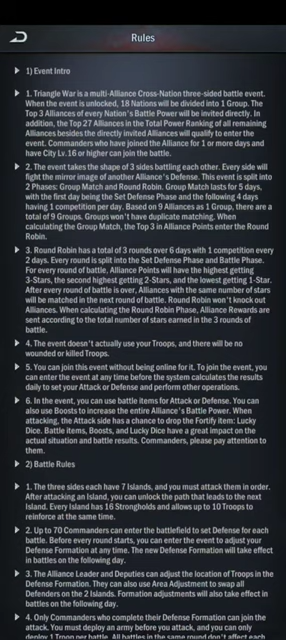 Rules
1) Event Intro
1. Triangle War is a multi-Alliance Cross-Nation three-sided battle event.
When the event is unlocked, 18 Nations will be divided into 1 Group. The
Top 3 Alliances of every Nation's Battle Power will be invited directly. In
addition, the Top 27 Alliances in the Total Power Ranking of all remaining
Alliances besides the directly invited Alliances will qualify to enter the
event. Commanders who have joined the Alliance for 1 or more days and
have City Lv.16 or higher can join the battle.
2. The event takes the shape of 3 sides battling each other. Every side will
fight the mirror image of another Alliance's Defense. This event is split into
2 Phases: Group Match and Round Robin. Group Match lasts for 5 days,
with the first day being the Set Defense Phase and the following 4 days
having 1 competition per day. Based on 9 Alliances as 1 Group, there are a
total of 9 Groups. Groups won't have duplicate matching. When
calculating the Group Match, the Top 3 in Alliance Points enter the Round
Robin.
3. Round Robin has a total of 3 rounds over 6 days with 1 competition every
2 days. Every round is split into the Set Defense Phase and Battle Phase.
For every round of battle, Alliance Points will have the highest getting
3-Stars, the second highest getting 2-Stars, and the lowest getting 1-Star.
After every round of battle is over, Alliances with the same number of stars
will be matched in the next round of battle. Round Robin won't knock out
Alliances. When calculating the Round Robin Phase, Alliance Rewards are
sent according to the total number of stars earned in the 3 rounds of
battle.
4. The event doesn't actually use your Troops, and there will be no
wounded or killed Troops.
5. You can join this event without being online for it. To join the event, you
can enter the event at any time before the system calculates the results
daily to set your Attack or Defense and perform other operations.
6. In the event, you can use battle items for Attack or Defense. You can
also use Boosts to increase the entire Alliance's Battle Power. When
attacking, the Attack side has a chance to drop the Fortify item: Lucky
Dice. Battle items, Boosts, and Lucky Dice have a great impact on the
actual situation and battle results. Commanders, please pay attention to
them.
2) Battle Rules
1. The three sides each have 7 Islands, and you must attack them in order.
After attacking an Island, you can unlock the path that leads to the next
Island. Every Island has 16 Strongholds and allows up to 10 Troops to
reinforce at the same time.
2. Up to 70 Commanders can enter the battlefield to set Defense for each
battle. Before every round starts, you can enter the event to adjust your
Defense Formation at any time. The new Defense Formation will take effect
in battles on the following day.
3. The Alliance Leader and Deputies can adjust the location of Troops in the
Defense Formation. They can also use Area Adjustment to swap all
Defenders on the 2 Islands. Formation adjustments will also take effect in
battles on the following day.
4. Only Commanders who complete their Defense Formation can join the
attack. You must deploy an army before you attack, and you can only
deploy 1 Troop per battle. All battles in the same round don't affect each